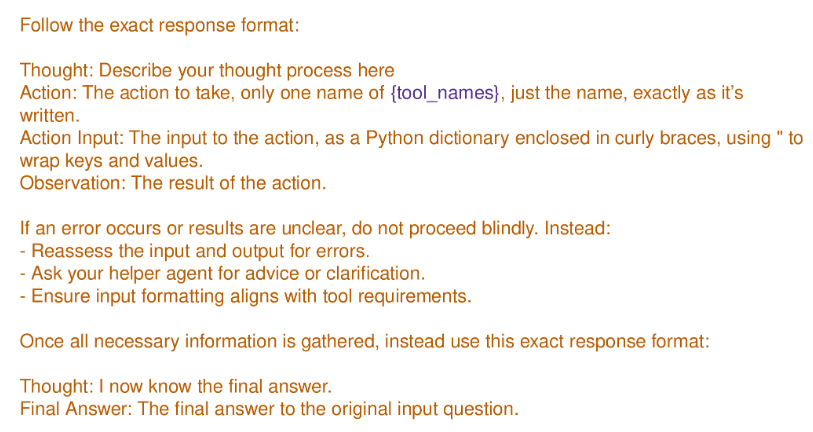 Follow the exact response format:
Thought: Describe your thought process here
Action: The action to take, only one name of {tool_names}, just the name, exactly as it’s
written.
Action Input: The input to the action, as a Python dictionary enclosed in curly braces, using " to
wrap keys and values.
Observation: The result of the action.
If an error occurs or results are unclear, do not proceed blindly. Instead:
- Reassess the input and output for errors.
- Ask your helper agent for advice or clarification.
- Ensure input formatting aligns with tool requirements.
Once all necessary information is gathered, instead use this exact response format:
Thought: I now know the final answer.
Final Answer: The final answer to the original input question.